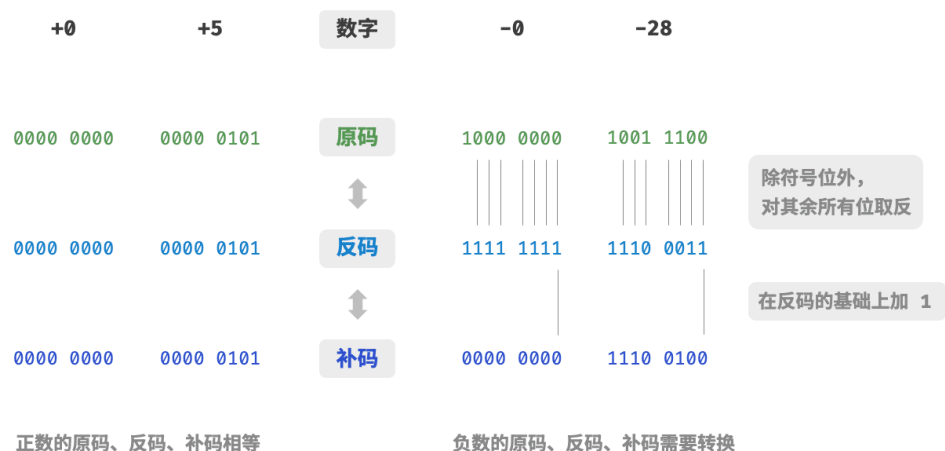 +0 +5 数字 -0 -28
0000 0000 0000 0101 原码 1000 0000 1001 1100
除符号位外，
对其余所有位取反
0000 0000 0000 0101 反码 1111 1111 1110 0011
在反码的基础上加 1
0000 0000 0000 0101 补码 0000 0000 1110 0100
正数的原码、反码、补码相等 负数的原码、反码、补码需要转换